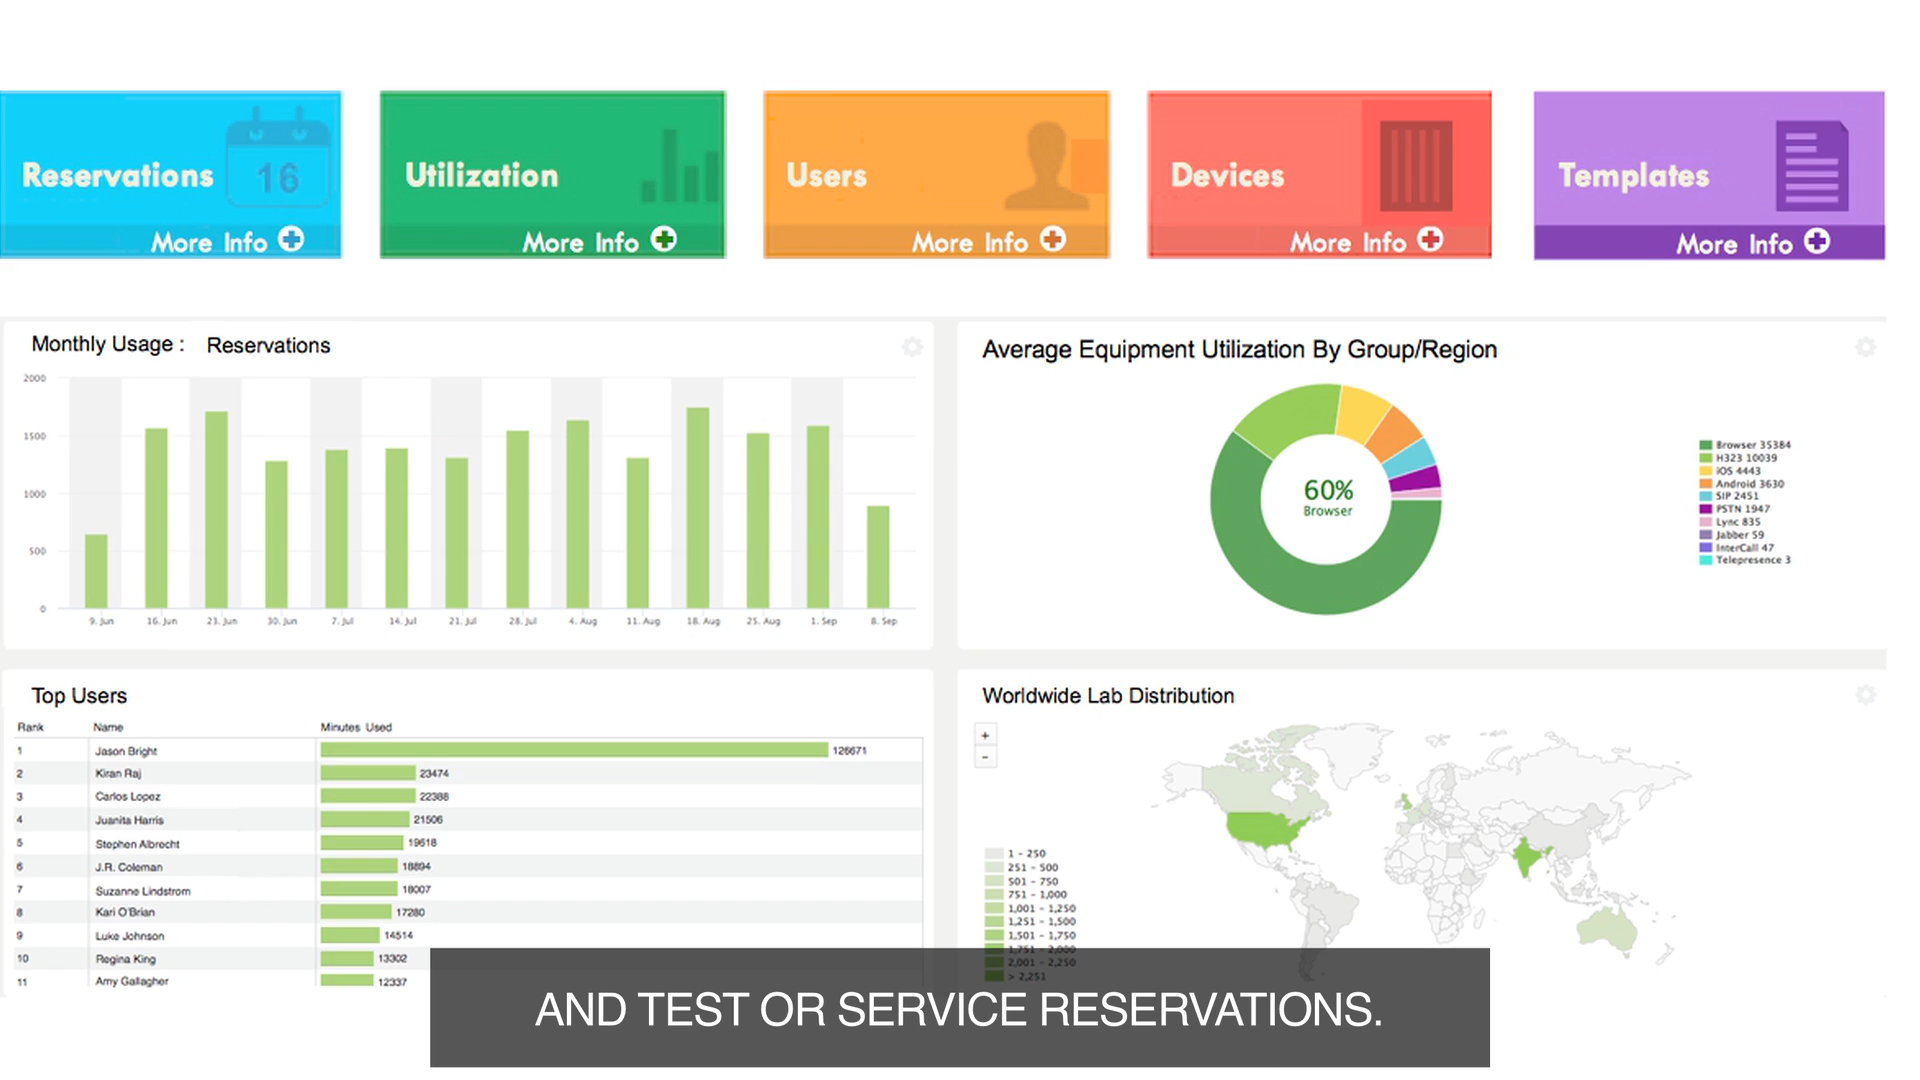 Reservations
16
More Info
Utilization
More Info
Users
More Info
Devices
More Info
Templates
More Info
Monthly Usage : Reservations
2000
1500
1000
500
0
9. Jun 16. Jun 23. Jun 30. Jun 7. Jul 14. Jul 21. Jul 28. Jul 4. Aug 11. Aug 18. Aug 25. Aug 1. Sep 8. Sep
Average Equipment Utilization By Group/Region
60%
Browser
Browser 35384
H323 10039
iOS 4443
Android 3630
SIP 2451
PSTN 1947
Lync 835
Jabber 59
InterCall 47
Telepresence 3
Top Users
Rank Name Minutes Used
1 Jason Bright 126671
2 Kiran Raj 23474
3 Carlos Lopez 22388
4 Juanita Harris 21506
5 Stephen Albrecht 19618
6 J.R. Coleman 18894
7 Suzanne Lindstrom 18007
8 Kari O'Brian 17280
9 Luke Johnson 14514
10 Regina King 13302
11 Amy Gallagher 12337
Worldwide Lab Distribution
+
-
1 - 250
251 - 500
501 - 750
751 - 1,000
1,001 - 1,250
1,251 - 1,500
1,501 - 1,750
1,751 - 2,000
2,001 - 2,250
> 2,251
AND TEST OR SERVICE RESERVATIONS.